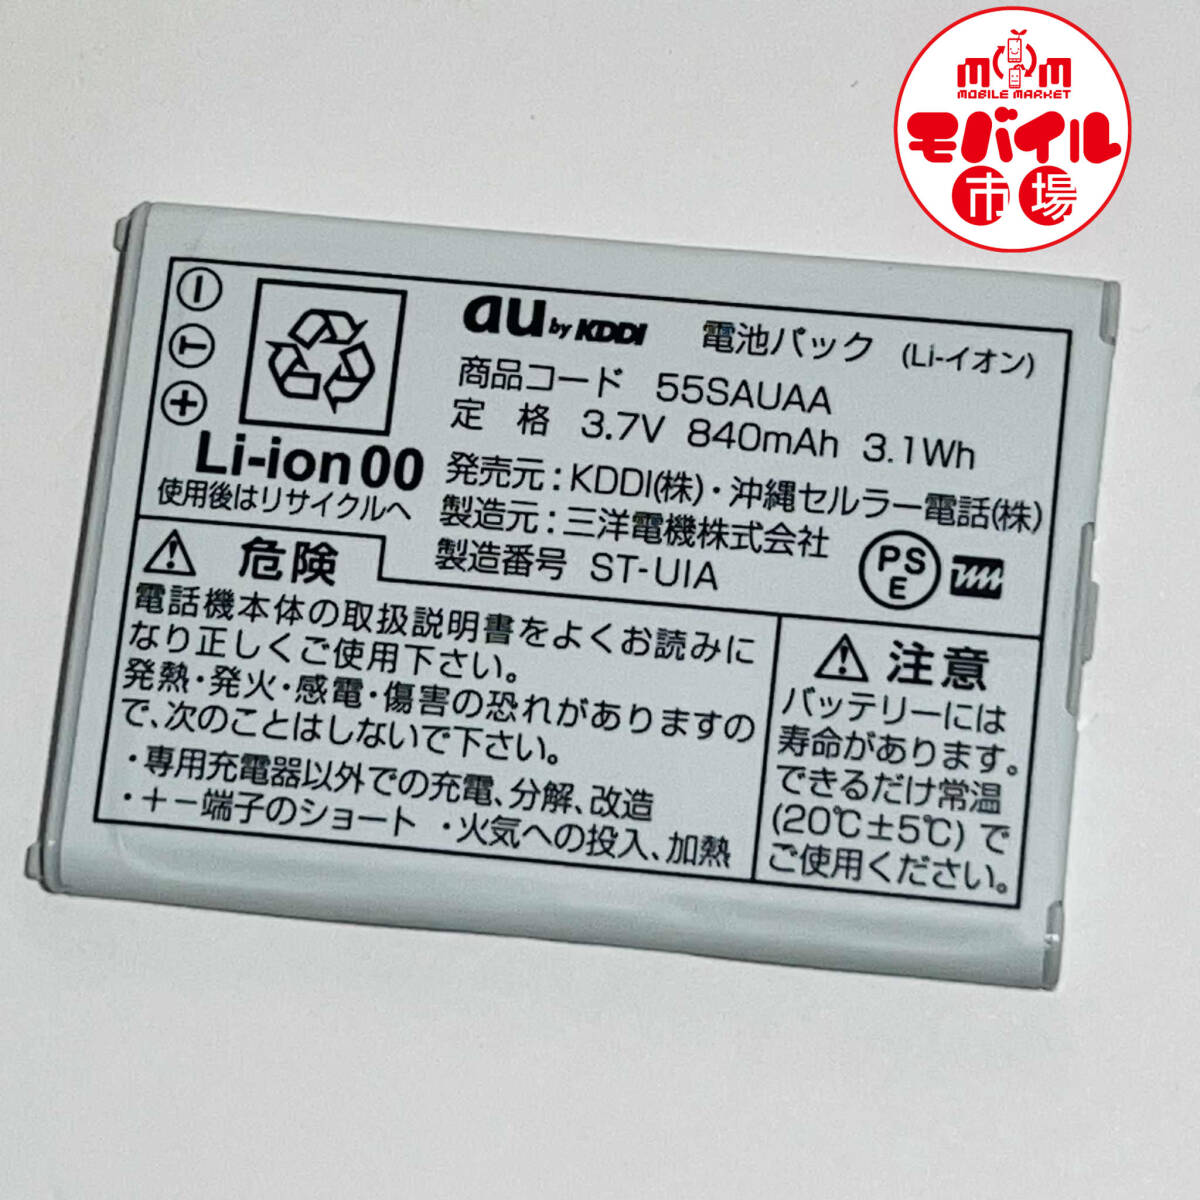 MM
MOBILE MARKET
モバイル
市場
au by KDDI 電池パック (Li-イオン)
商品コード 55SAUAA
定 格 3.7V 840mAh 3.1Wh
発売元:KDDI(株)・沖縄セルラー電話(株)
製造元:三洋電機株式会社
製造番号 ST-U1A
PS
E
− T +
Li-ion00
使用後はリサイクルへ
危険
電話機本体の取扱説明書をよくお読みに
なり正しくご使用下さい。
発熱・発火・感電・傷害の恐れがありますの
で、次のことはしないで下さい。
・専用充電器以外での充電、分解、改造
・+−端子のショート ・火気への投入、加熱
注意
バッテリーには
寿命があります。
できるだけ常温
(20℃±5℃)で
ご使用ください。